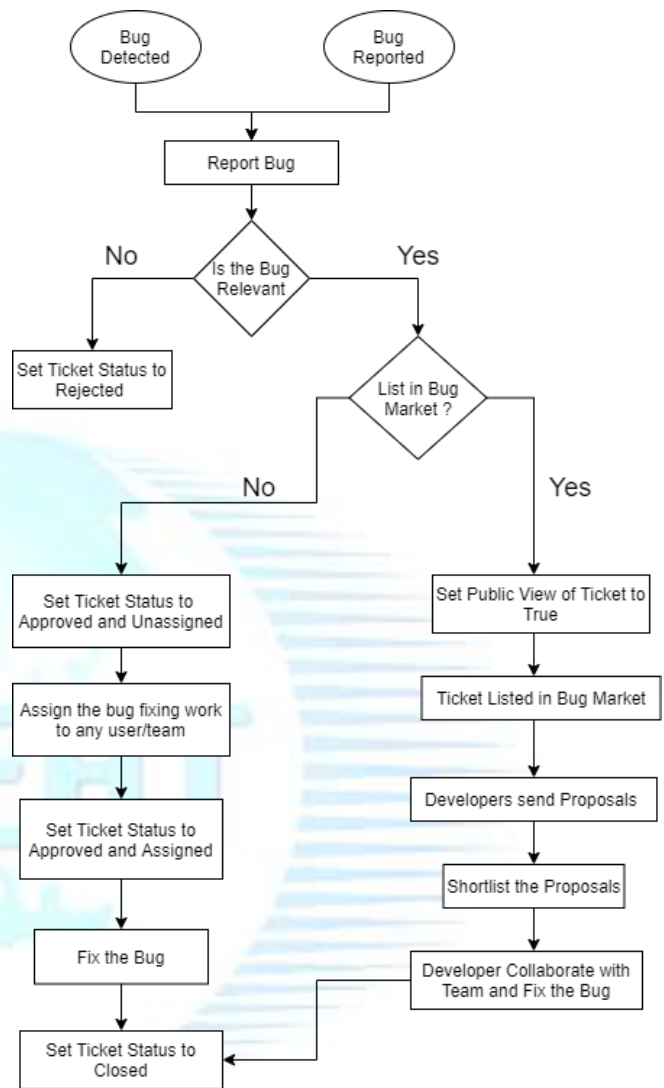 Bug
Detected
Bug
Reported
Report Bug
Is the Bug
Relevant
No
Yes
Set Ticket Status to
Rejected
List in Bug
Market ?
No
Yes
Set Ticket Status to
Approved and Unassigned
Set Public View of Ticket to
True
Assign the bug fixing work
to any user/team
Ticket Listed in Bug Market
Set Ticket Status to
Approved and Assigned
Developers send Proposals
Shortlist the Proposals
Fix the Bug
Developer Collaborate with
Team and Fix the Bug
Set Ticket Status to
Closed